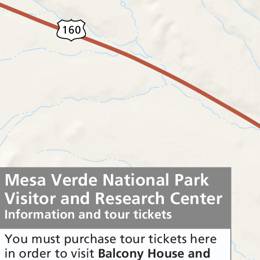 160
Mesa Verde National Park
Visitor and Research Center
Information and tour tickets
You must purchase tour tickets here
in order to visit Balcony House and